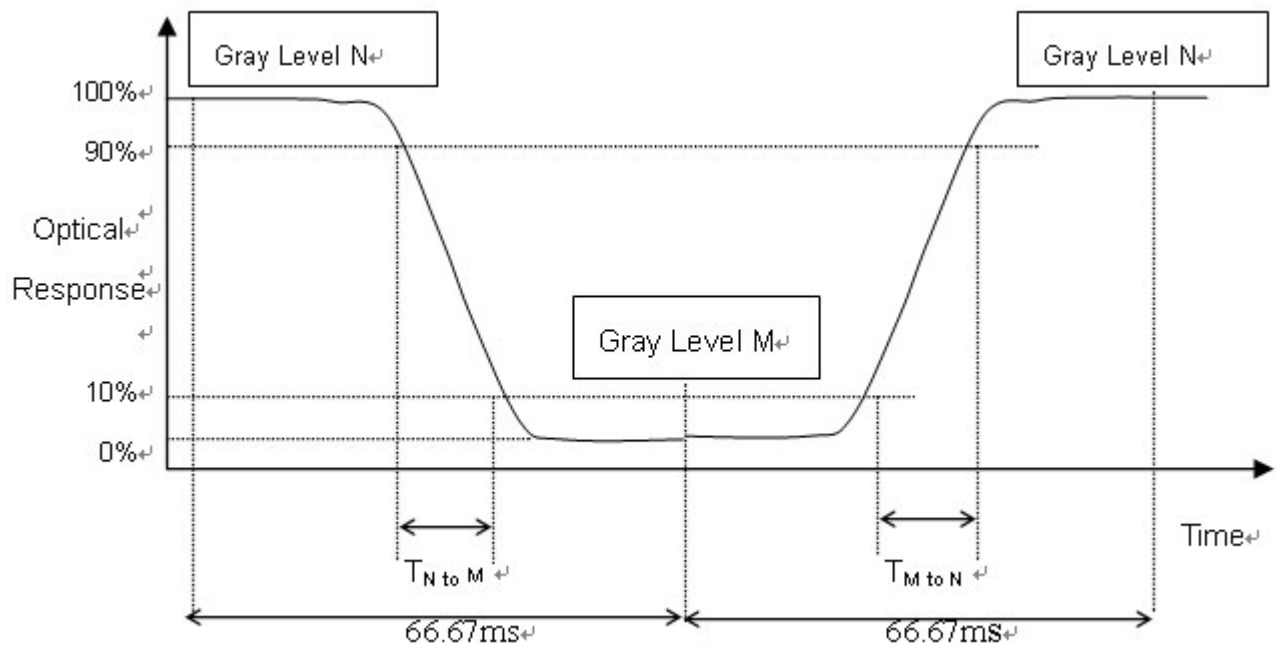 Gray Level N↵
Gray Level N↵
100%↵
90%↵
↵
Optical↵
↵
Response↵
↵
Gray Level M↵
10%↵
0%↵
Time↵
T N to M ↵
T M to N ↵
66.67ms↵
66.67ms↵